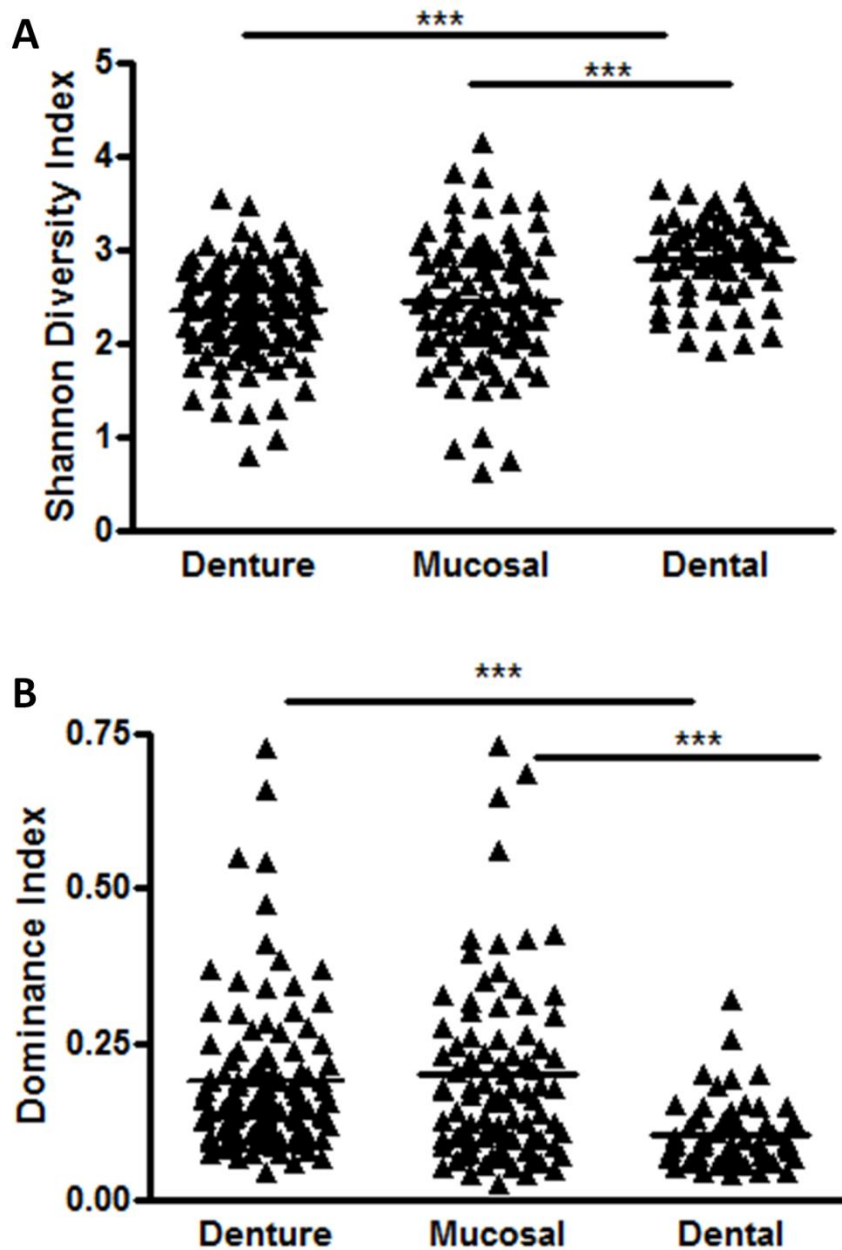 A
***
***
Shannon Diversity Index
5
4
3
2
1
0
Denture Mucosal Dental
B
***
***
Dominance Index
0.75
0.50
0.25
0.00
Denture Mucosal Dental